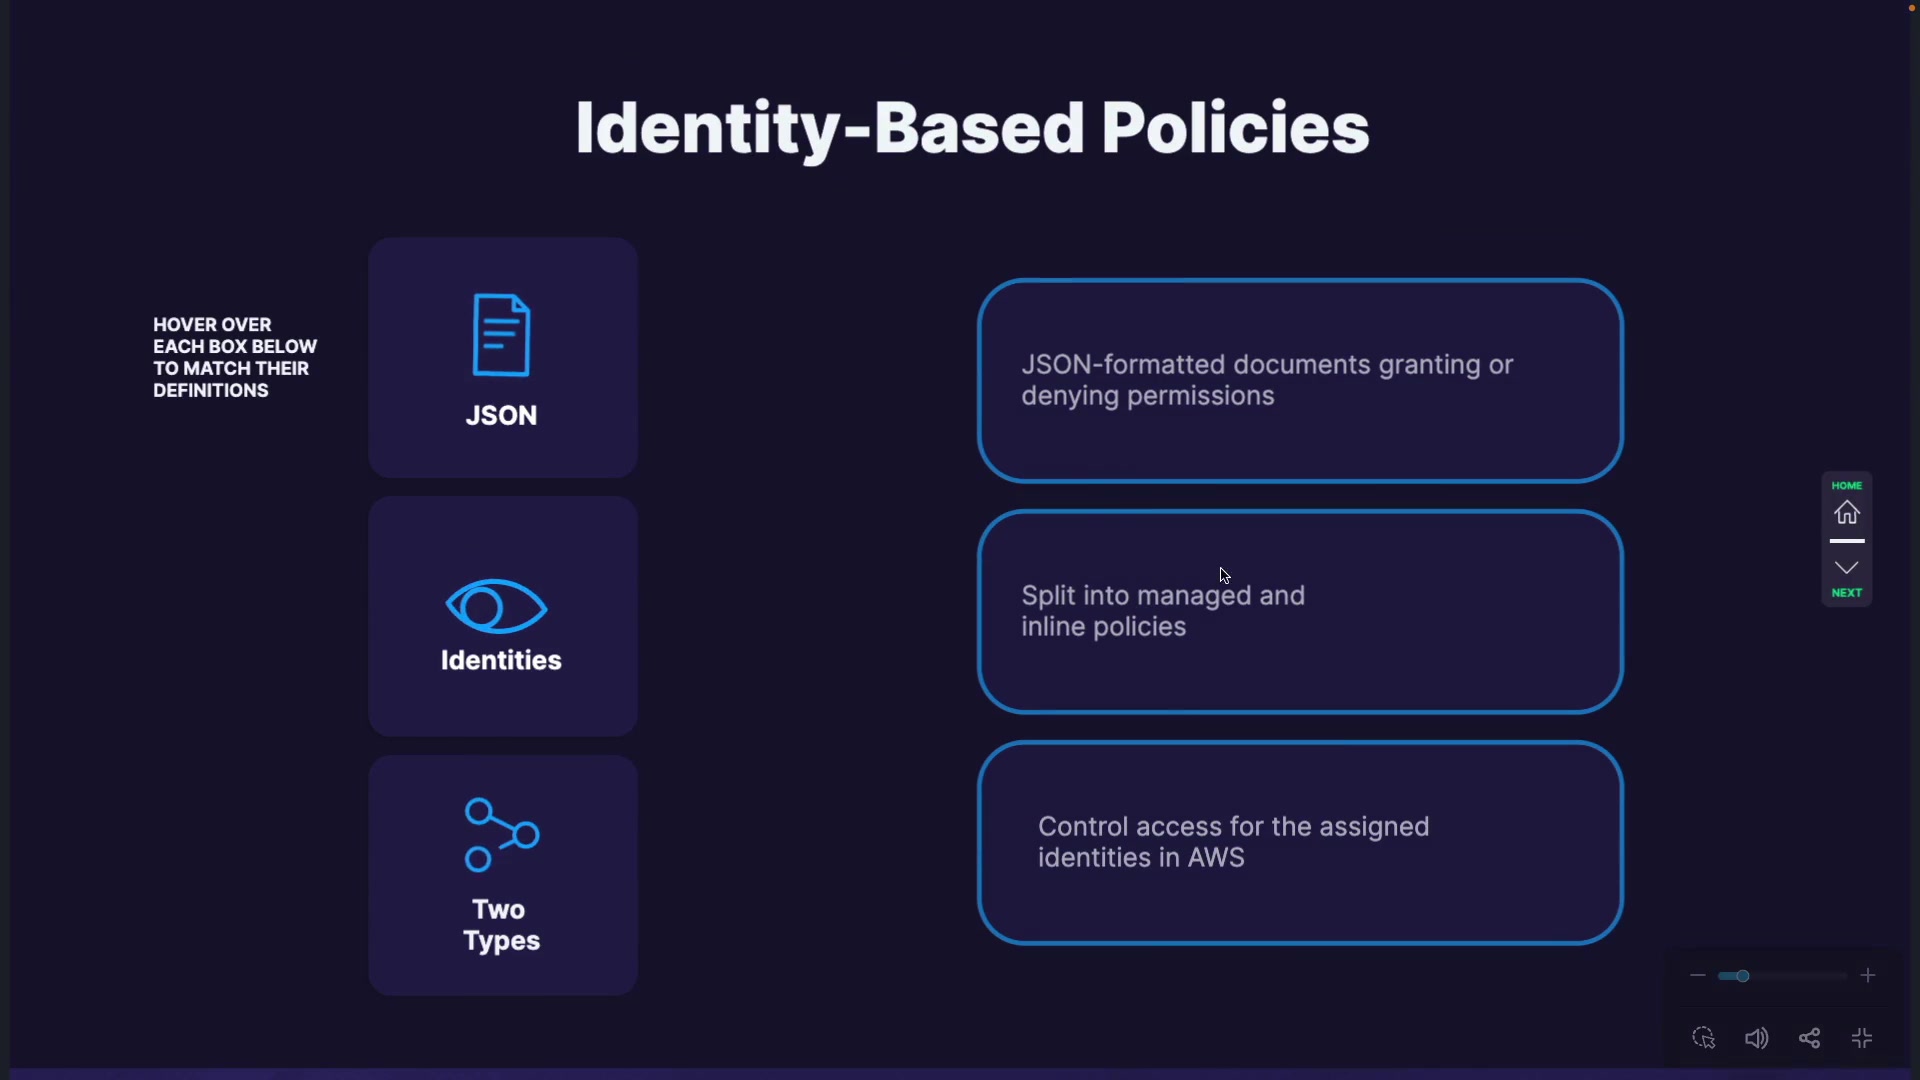 Identity-Based Policies
HOVER OVER
EACH BOX BELOW
TO MATCH THEIR
DEFINITIONS
JSON
JSON-formatted documents granting or
denying permissions
Identities
Split into managed and
inline policies
Two
Types
Control access for the assigned
identities in AWS
HOME
NEXT